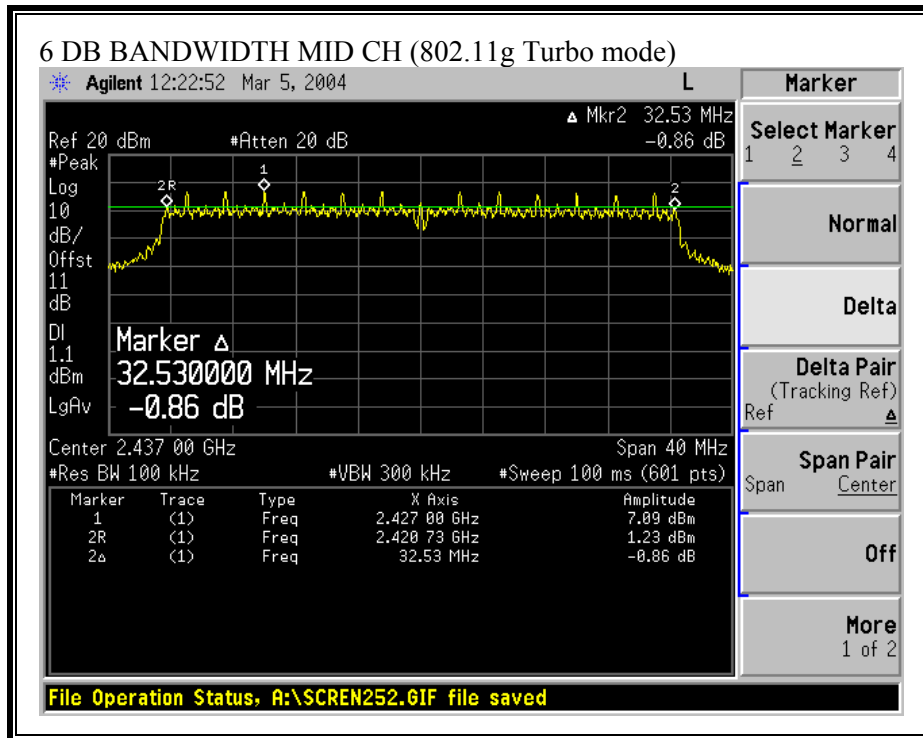 6 DB BANDWIDTH MID CH (802.11g Turbo mode)
Agilent 12:22:52 Mar 5, 2004 L
Δ Mkr2 32.53 MHz
Ref 20 dBm #Atten 20 dB -0.86 dB
#Peak
Log
10
dB/
Offst
11
dB
DI
1.1
dBm
LgAv
2R
1
2
Marker Δ
32.530000 MHz
-0.86 dB
Center 2.437 00 GHz Span 40 MHz
#Res BW 100 kHz #VBW 300 kHz #Sweep 100 ms (601 pts)
Marker Trace Type X Axis Amplitude
1 (1) Freq 2.427 00 GHz 7.09 dBm
2R (1) Freq 2.420 73 GHz 1.23 dBm
2Δ (1) Freq 32.53 MHz -0.86 dB
File Operation Status, A:\SCREN252.GIF file saved
Marker
Select Marker
1 2 3 4
Normal
Delta
Delta Pair
(Tracking Ref)
Ref Δ
Span Pair
Span Center
Off
More
1 of 2